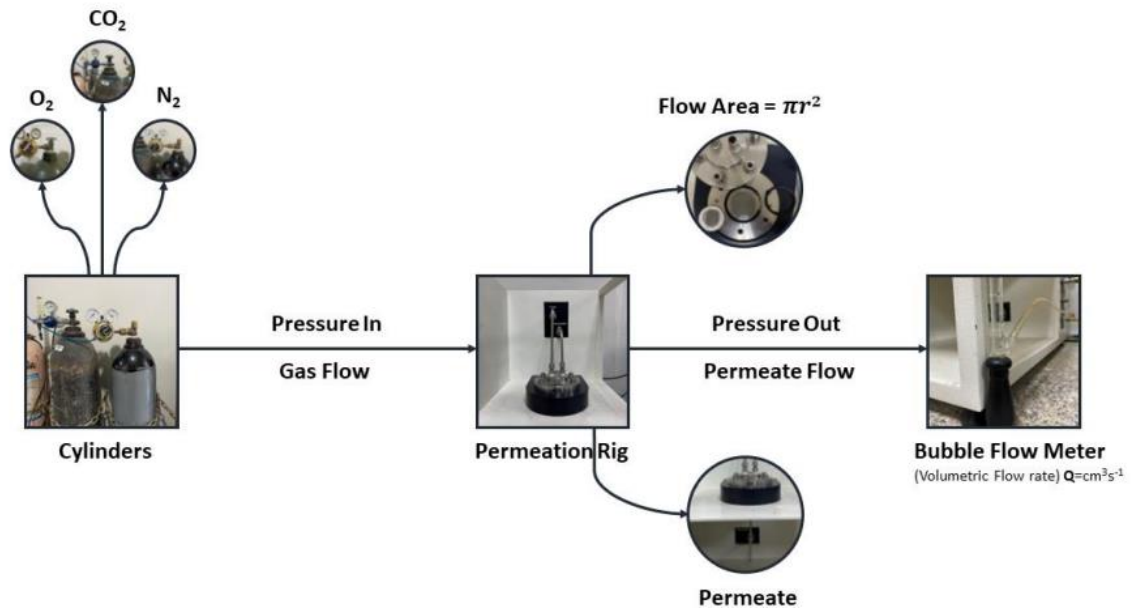 CO₂
O₂
N₂
Flow Area = πr²
Pressure In
Gas Flow
Pressure Out
Permeate Flow
Cylinders
Permeation Rig
Bubble Flow Meter
(Volumetric Flow rate) Q=cm³s⁻¹
Permeate